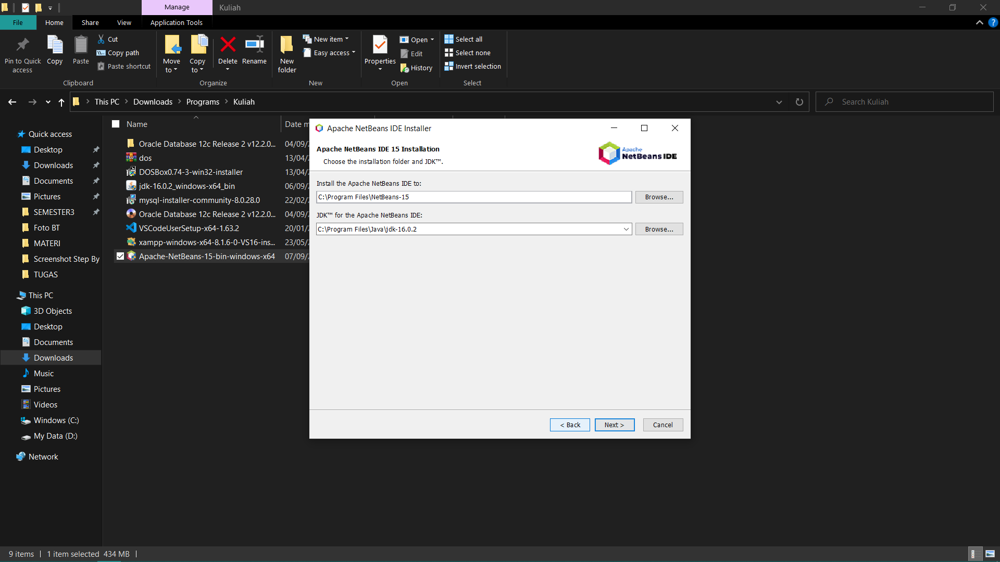 Manage
Kuliah
File
Home
Share
View
Application Tools
Pin to Quick access
Copy
Paste
Cut
Copy path
Paste shortcut
Clipboard
Move to
Copy to
Delete
Rename
Organize
New folder
New item
Easy access
New
Properties
Open
Edit
History
Open
Select all
Select none
Invert selection
Select
This PC > Downloads > Programs > Kuliah
Search Kuliah
Quick access
Desktop
Downloads
Documents
Pictures
SEMESTER3
Foto BT
MATERI
Screenshot Step By
TUGAS
This PC
3D Objects
Desktop
Documents
Downloads
Music
Pictures
Videos
Windows (C:)
My Data (D:)
Network
Name
Date m
Oracle Database 12c Release 2 v12.2.0... 04/09/
dos 13/04/
DOSBox0.74-3-win32-installer 13/04/
jdk-16.0.2_windows-x64_bin 06/09/
mysql-installer-community-8.0.28.0 22/02/
Oracle Database 12c Release 2 v12.2.0... 04/09/
VSCodeUserSetup-x64-1.63.2 20/01/
xampp-windows-x64-8.1.6-0-VS16-ins... 23/05/
Apache-NetBeans-15-bin-windows-x64 07/09/
Apache NetBeans IDE Installer
Apache NetBeans IDE 15 Installation
Choose the installation folder and JDK™.
Apache
NetBeans IDE
Install the Apache NetBeans IDE to:
C:\Program Files\NetBeans-15
Browse...
JDK™ for the Apache NetBeans IDE:
C:\Program Files\Java\jdk-16.0.2
Browse...
< Back
Next >
Cancel
9 items
1 item selected 434 MB